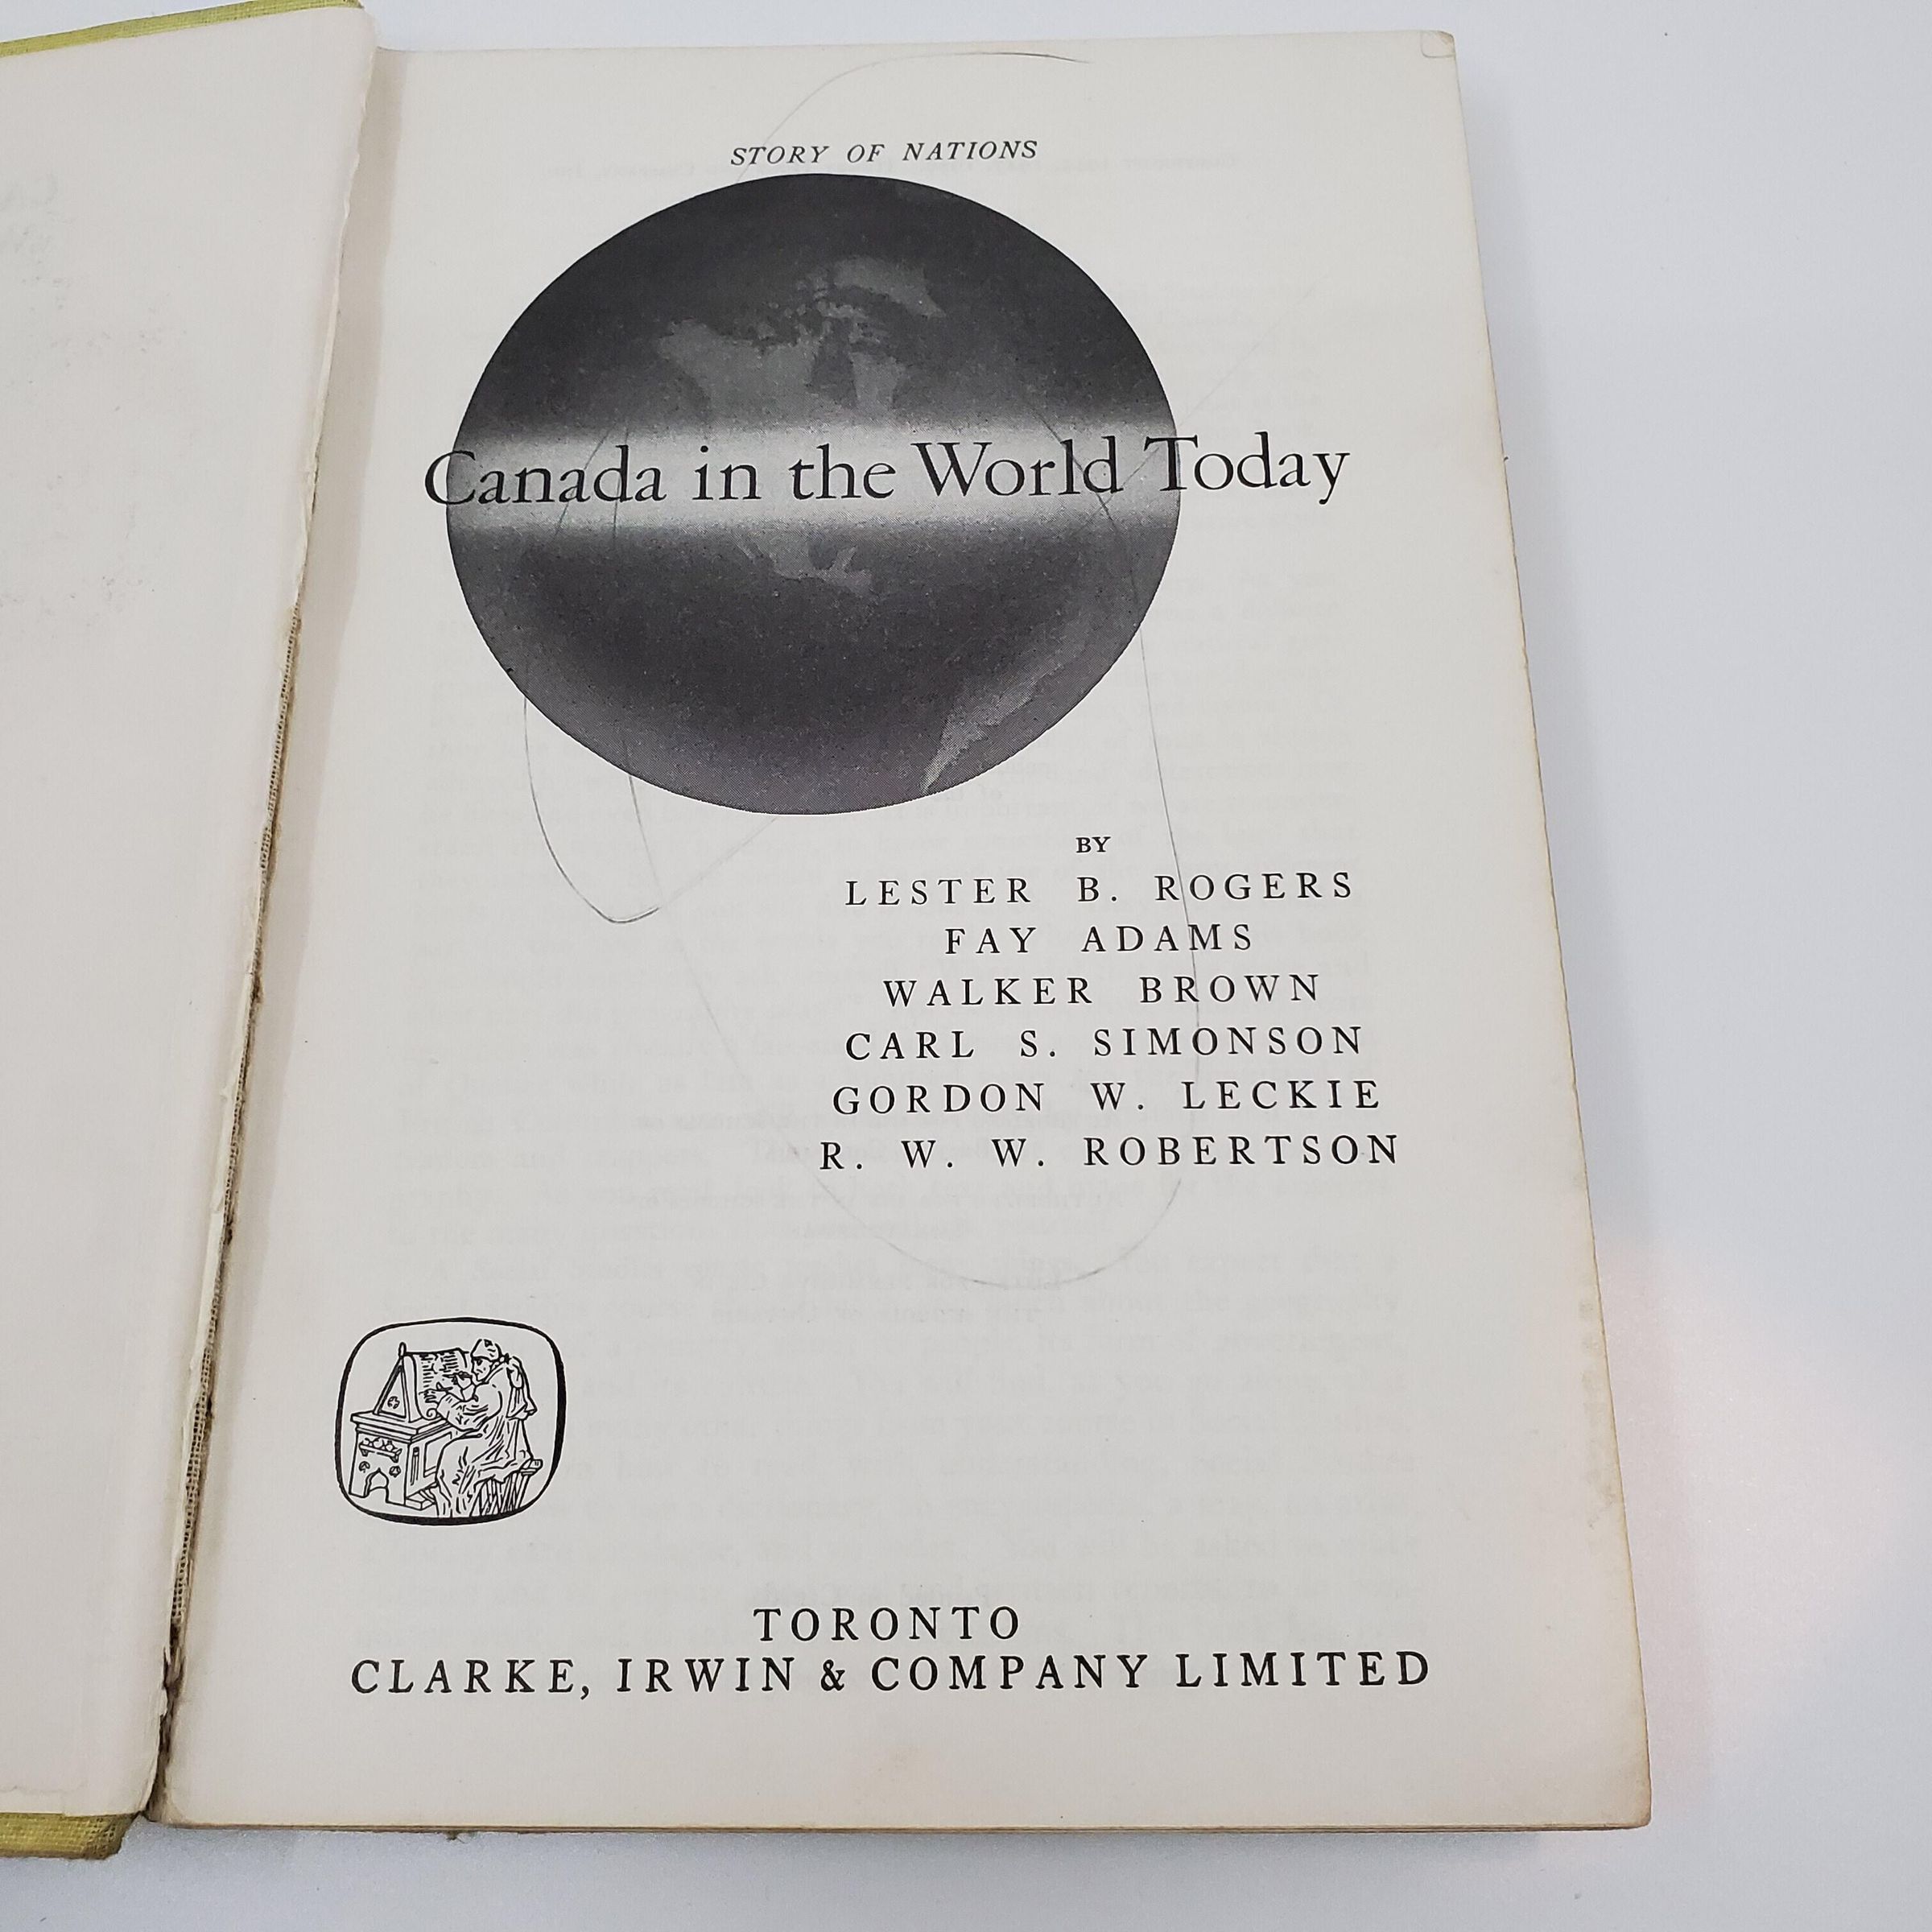 STORY OF NATIONS
Canada in the World Today
BY
LESTER B. ROGERS
FAY ADAMS
WALKER BROWN
CARL S. SIMONSON
GORDON W. LECKIE
R. W. W. ROBERTSON
TORONTO
CLARKE, IRWIN & COMPANY LIMITED